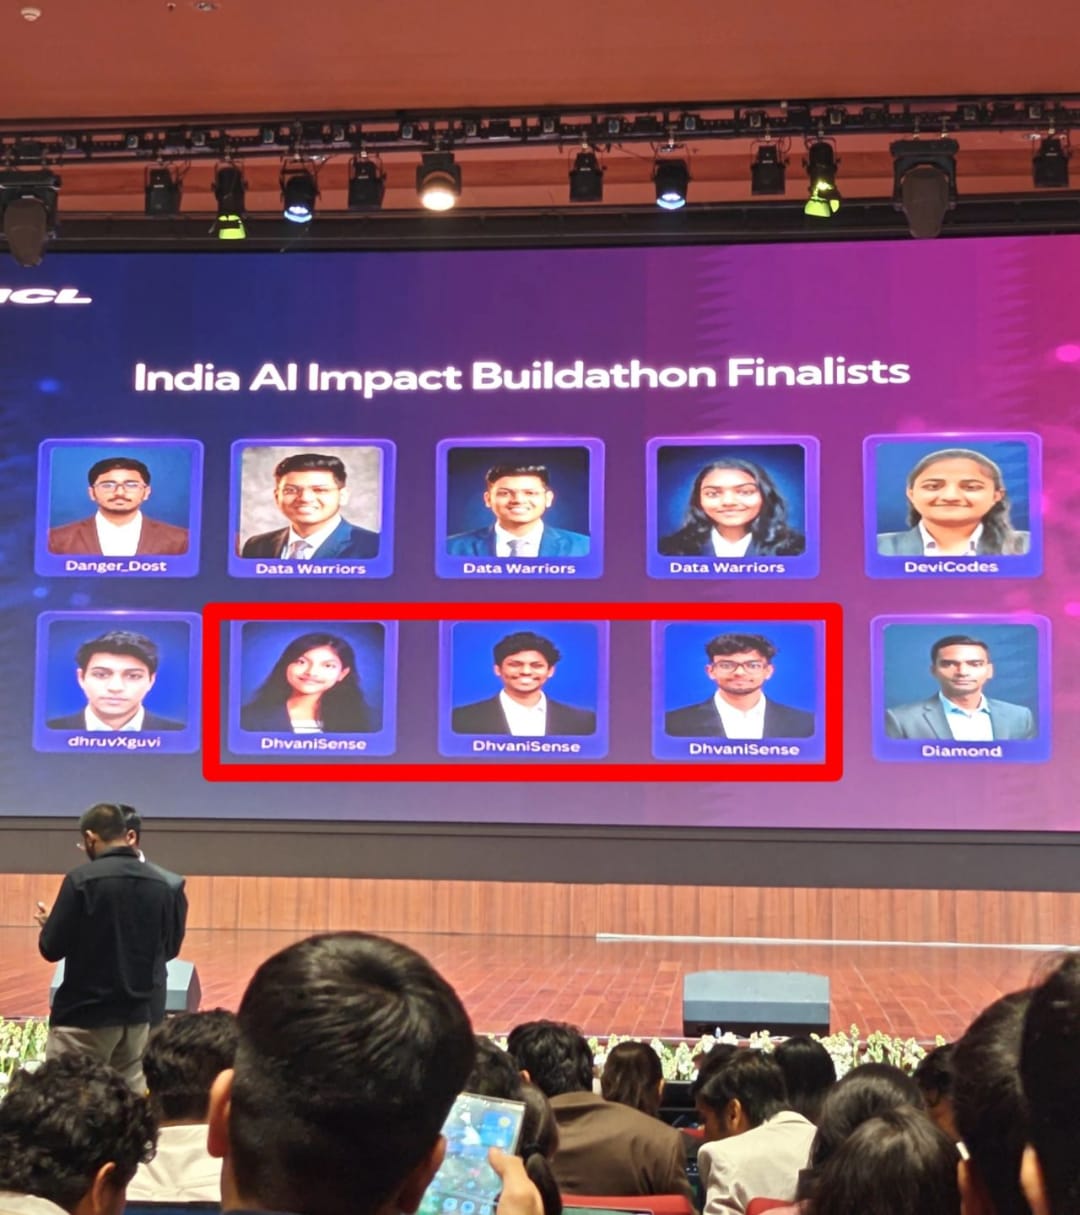 HCL
India AI Impact Buildathon Finalists
Danger_Dost
Data Warriors
Data Warriors
Data Warriors
DeviCodes
dhruvXguvi
DhvaniSense
DhvaniSense
DhvaniSense
Diamond